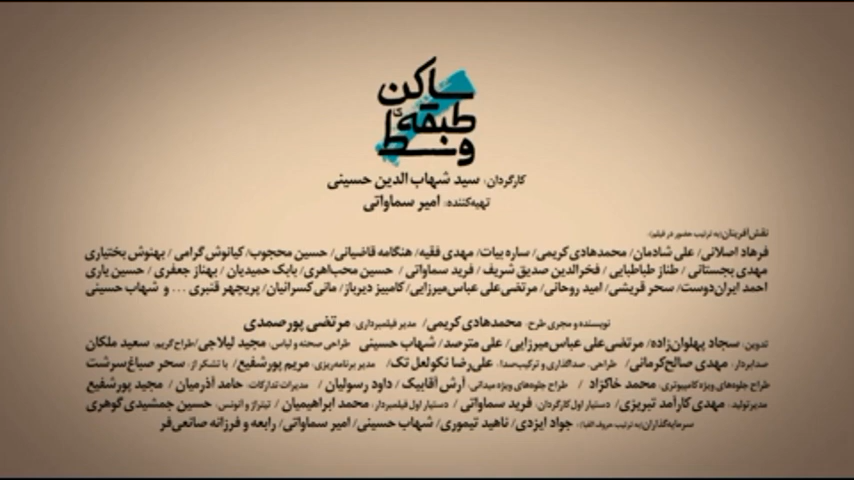 ساکن
طبقه‌ی
وسط
کارگردان: سید شهاب الدین حسینی
تهیه‌کننده: امیر سماواتی
نقش‌آفرینان(به ترتیب حضور در فیلم):
فرهاد اصلانی/ علی شادمان/ محمدهادی کریمی/ ساره بیات/ مهدی فقیه/ هنگامه قاضیانی/ حسین محجوب/ کیانوش گرامی/ بهنوش بختیاری
مهدی بجستانی/ طناز طباطبایی/ فخرالدین صدیق شریف/ فرید سماواتی/ حسین محب‌اهری/ بابک حمیدیان/ بهناز جعفری/ حسین یاری
احمد ایران‌دوست/ سحر قریشی/ امید روحانی/ مرتضی‌علی عباس‌میرزایی/ کامبیز دیرباز/ مانی کسرائیان/ پریچهر قنبری ... و شهاب حسینی
نویسنده و مجری طرح: محمدهادی کریمی/ مدیر فیلمبرداری: مرتضی پورصمدی
تدوین: سجاد پهلوان‌زاده/ مرتضی‌علی عباس‌میرزایی/ علی مترصد/ شهاب حسینی طراحی صحنه و لباس: مجید لیلاجی/طراح گریم: سعید ملکان
صدابردار: مهدی صالح‌کرمانی/ طراحی، صداگذاری و ترکیب‌صدا: علی‌رضا نکولعل تک/ مدیر برنامه‌ریزی: مریم پورشفیع/ با تشکر از: سحر صباغ‌سرشت
طراح جلوه‌های ویژه کامپیوتری: محمد خاکزاد / طراح جلوه‌های ویژه میدانی: آرش آقابیک/ داود رسولیان / مدیرات تدارکات: حامد آذرمیان / مجید پورشفیع
مدیرتولید: مهدی کارآمد تبریزی/ دستیار اول کارگردان: فرید سماواتی / دستیار اول فیلمبردار: محمد ابراهیمیان / تیتراژ و آنونس: حسین جمشیدی گوهری
سرمایه‌گذاران(به ترتیب حروف الفبا): جواد ایزدی/ ناهید تیموری/ شهاب حسینی/ امیر سماواتی/ رابعه و فرزانه صانعی‌فر